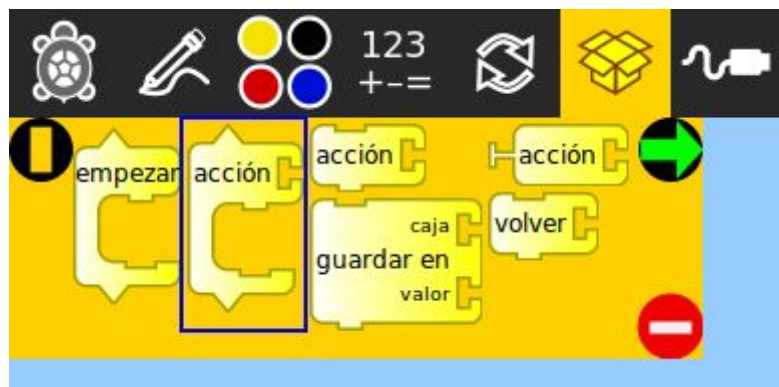 123
+-=
empezar
acción
acción
acción
caja
guardar en
valor
volver